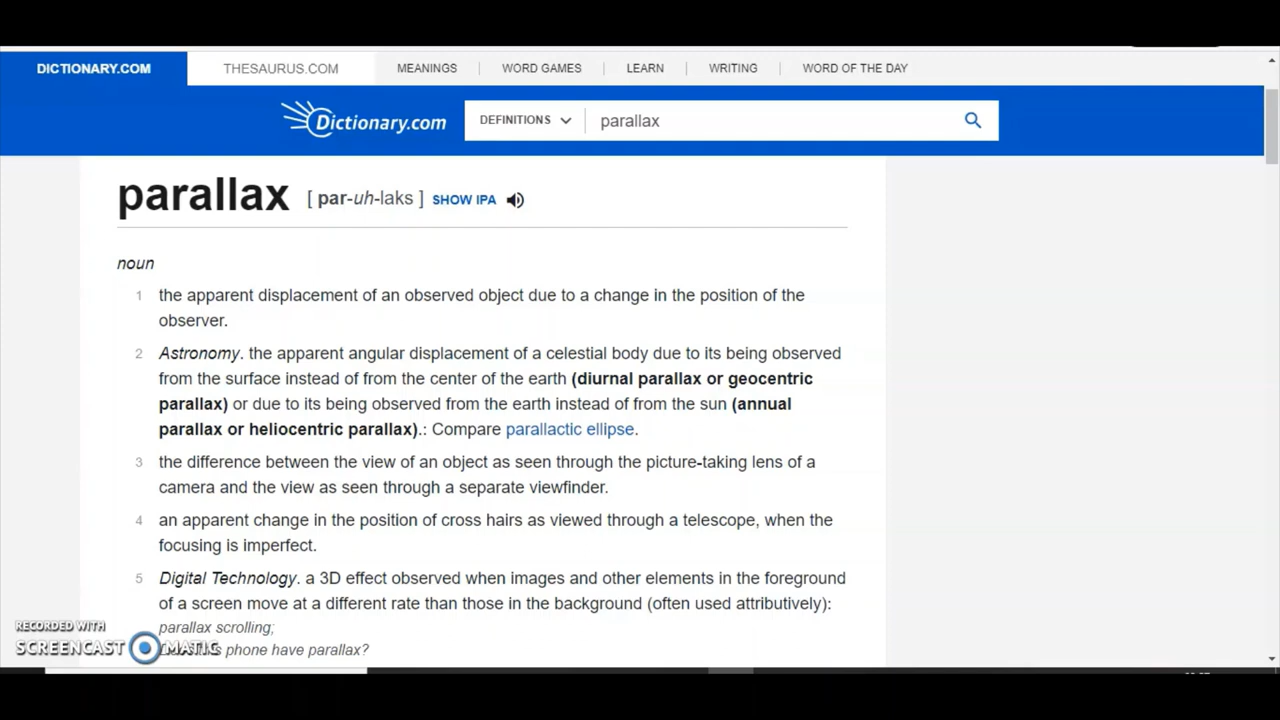 DICTIONARY.COM
THESAURUS.COM
MEANINGS
WORD GAMES
LEARN
WRITING
WORD OF THE DAY
Dictionary.com
DEFINITIONS
parallax
parallax [ par-uh-laks ] SHOW IPA
noun
1 the apparent displacement of an observed object due to a change in the position of the
observer.
2 Astronomy. the apparent angular displacement of a celestial body due to its being observed
from the surface instead of from the center of the earth (diurnal parallax or geocentric
parallax) or due to its being observed from the earth instead of from the sun (annual
parallax or heliocentric parallax).: Compare parallactic ellipse.
3 the difference between the view of an object as seen through the picture-taking lens of a
camera and the view as seen through a separate viewfinder.
4 an apparent change in the position of cross hairs as viewed through a telescope, when the
focusing is imperfect.
5 Digital Technology. a 3D effect observed when images and other elements in the foreground
of a screen move at a different rate than those in the background (often used attributively):
parallax scrolling;
phone have parallax?
RECORDED WITH
SCREENCAST MATIC